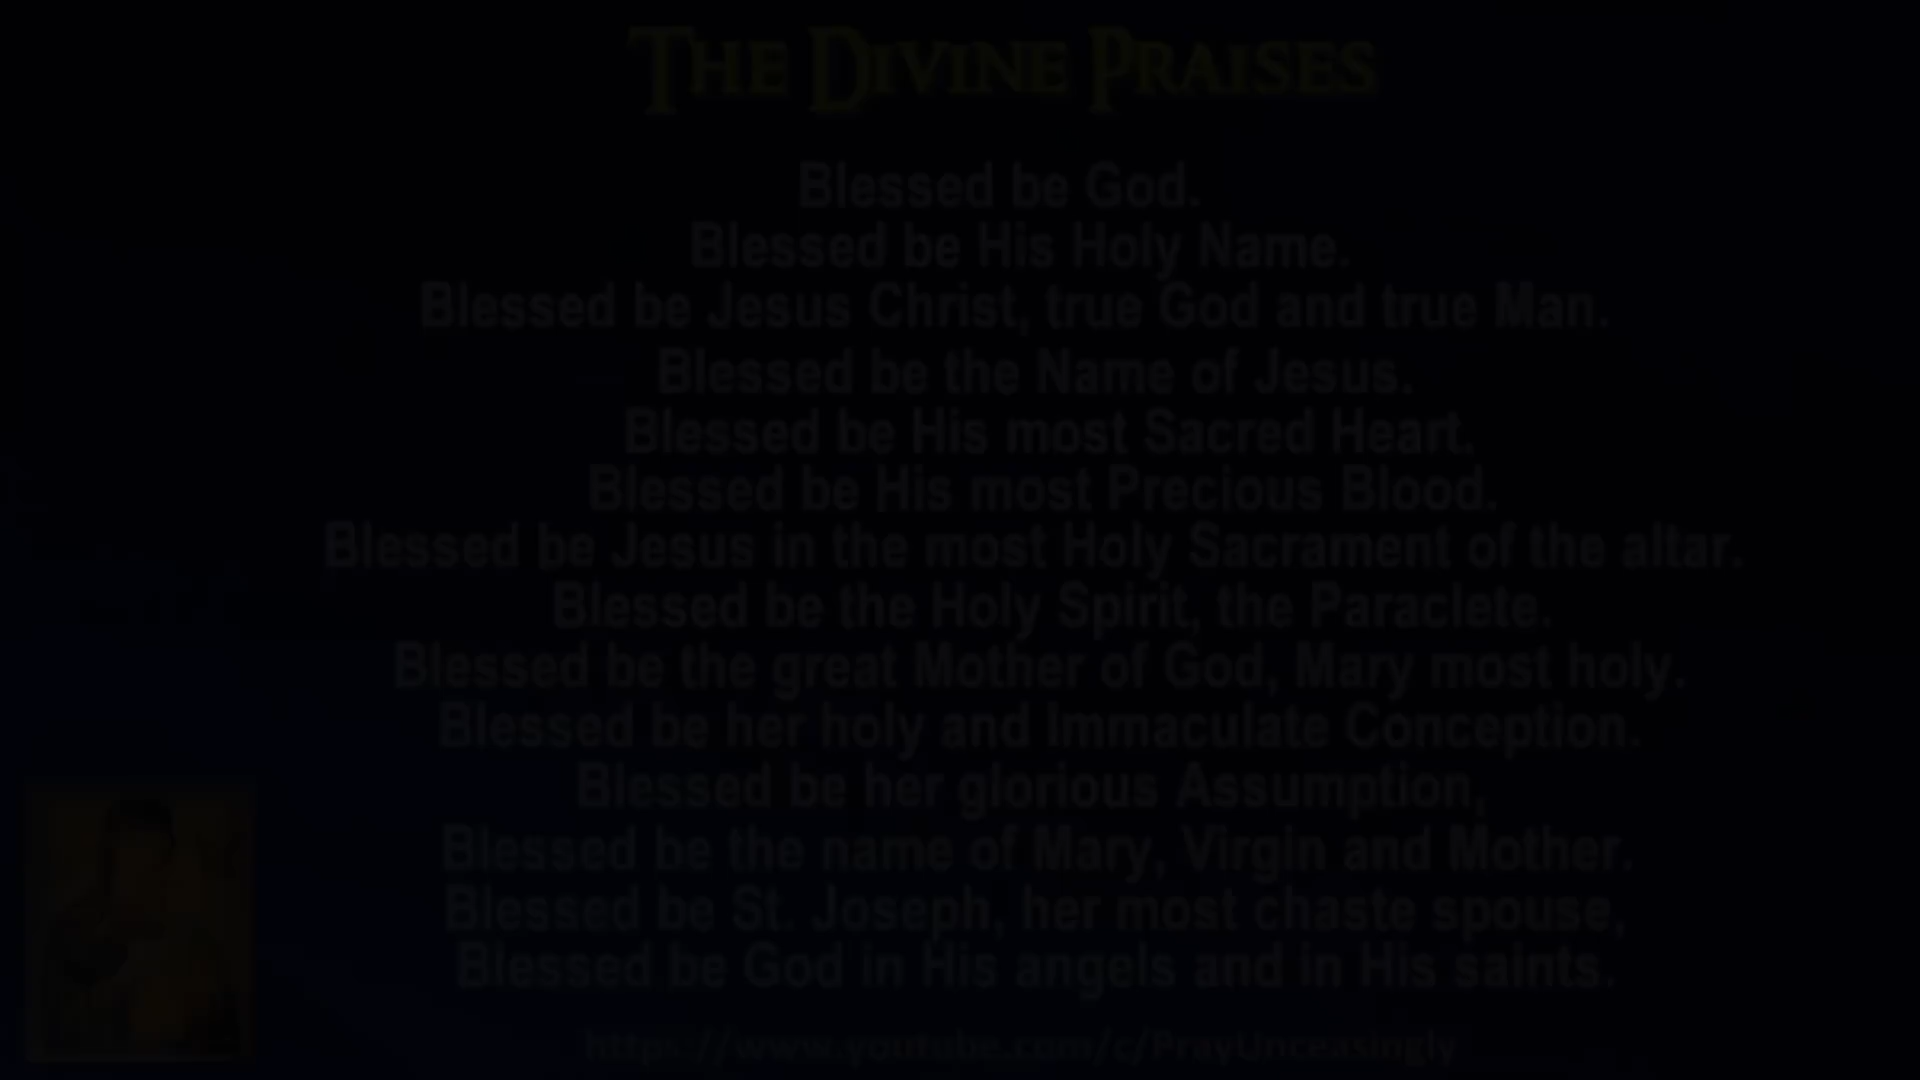 THE DIVINE PRAISES
Blessed be God.
Blessed be His Holy Name.
Blessed be Jesus Christ, true God and true Man.
Blessed be the Name of Jesus.
Blessed be His most Sacred Heart.
Blessed be His most Precious Blood.
Blessed be Jesus in the most Holy Sacrament of the altar.
Blessed be the Holy Spirit, the Paraclete.
Blessed be the great Mother of God, Mary most holy.
Blessed be her holy and Immaculate Conception.
Blessed be her glorious Assumption,
Blessed be the name of Mary, Virgin and Mother.
Blessed be St. Joseph, her most chaste spouse,
Blessed be God in His angels and in His saints.
https://www.youtube.com/c/PrayUnceasingly